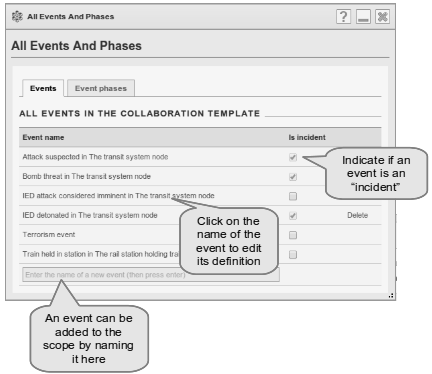 All Events And Phases
?
All Events And Phases
Events
Event phases
ALL EVENTS IN THE COLLABORATION TEMPLATE
Event name
Is incident
Attack suspected in The transit system node
Bomb threat in The transit system node
IED attack considered imminent in The transit system node
IED detonated in The transit system node
Delete
Terrorism event
Train held in station in The rail station holding
Enter the name of a new event (then press enter)
Indicate if an
event is an
“incident”
Click on the
name of the
event to edit
its definition
An event can be
added to the
scope by naming
it here